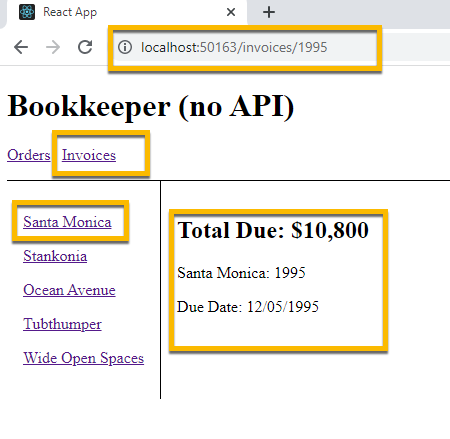 React App
localhost:50163/invoices/1995
Bookkeeper (no API)
Orders Invoices
Santa Monica
Stankonia
Ocean Avenue
Tubthumper
Wide Open Spaces
Total Due: $10,800
Santa Monica: 1995
Due Date: 12/05/1995